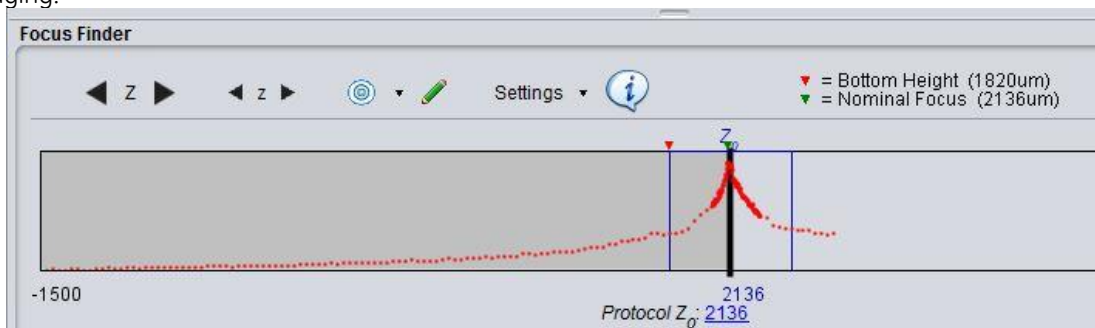 Focus Finder
Z z Settings i ▼ = Bottom Height (1820um)
▼ = Nominal Focus (2136um)
Z0
-1500 2136
Protocol Z0: 2136